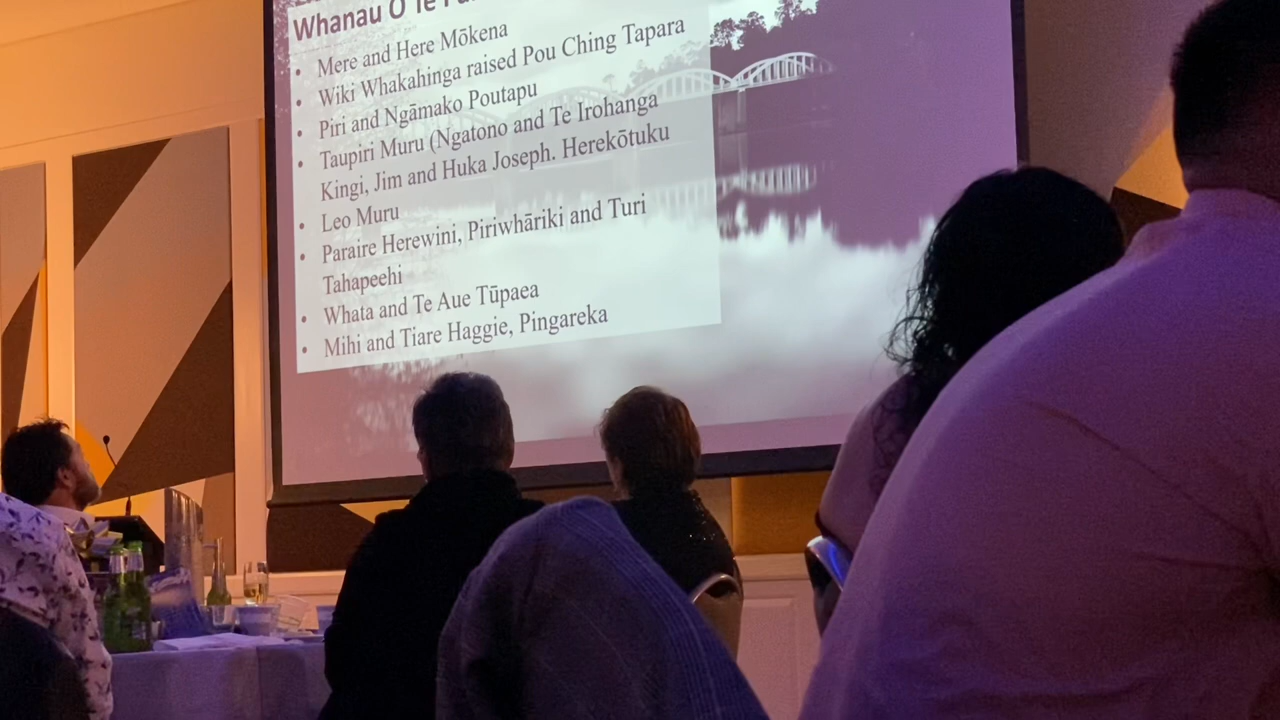 Whanau O Te
• Mere and Here Mōkena
• Wiki Whakahinga raised Pou Ching Tapara
• Piri and Ngāmako Poutapu
• Taupiri Muru (Ngatono and Te Irohanga
Kingi, Jim and Huka Joseph. Herekōtuku
• Leo Muru
• Paraire Herewini, Piriwhāriki and Turi
Tahapeehi
• Whata and Te Aue Tūpaea
• Mihi and Tiare Haggie, Pingareka